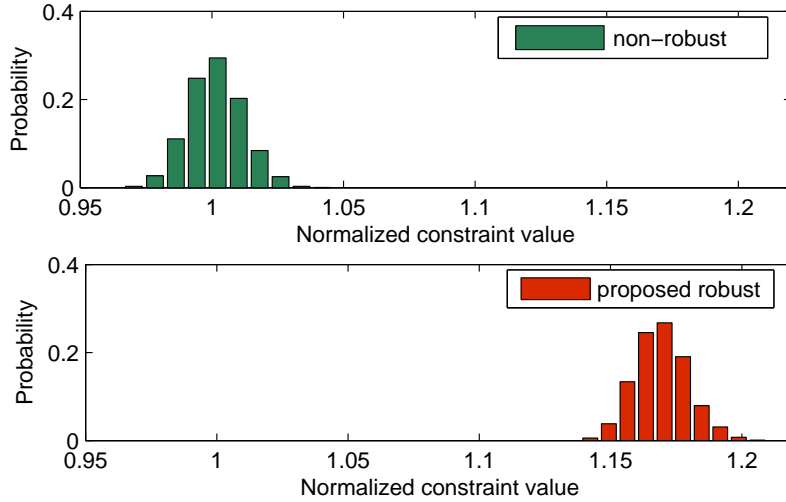 0.4
non−robust
Probability
0.2
0
0.95 1 1.05 1.1 1.15 1.2
Normalized constraint value
0.4
proposed robust
Probability
0.2
0
0.95 1 1.05 1.1 1.15 1.2
Normalized constraint value